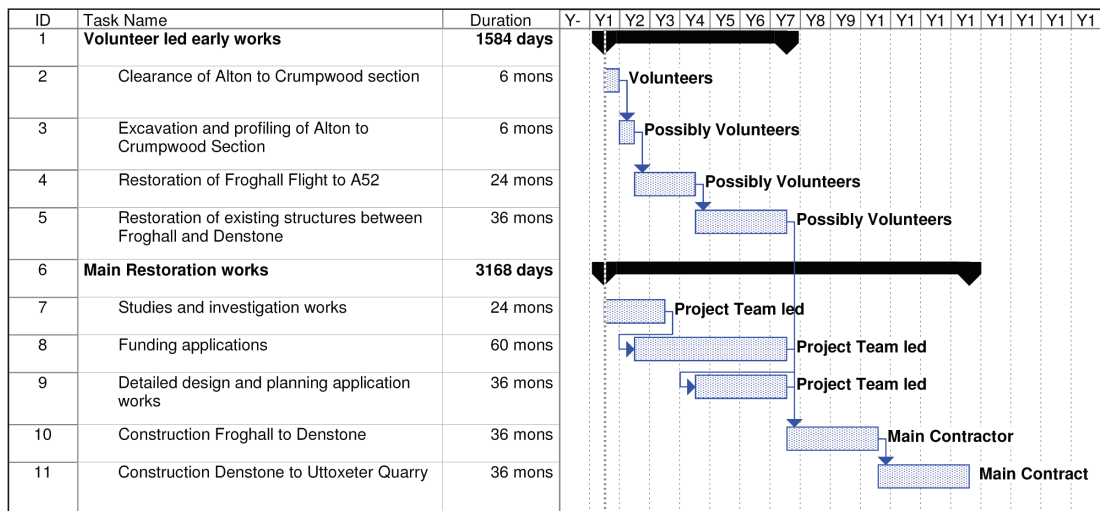 ID Task Name Duration Y- Y1 Y2 Y3 Y4 Y5 Y6 Y7 Y8 Y9 Y1 Y1 Y1 Y1 Y1 Y1 Y1 Y1
1 Volunteer led early works 1584 days
2 Clearance of Alton to Crumpwood section 6 mons Volunteers
3 Excavation and profiling of Alton to 6 mons Possibly Volunteers
Crumpwood Section
4 Restoration of Froghall Flight to A52 24 mons Possibly Volunteers
5 Restoration of existing structures between 36 mons Possibly Volunteers
Froghall and Denstone
6 Main Restoration works 3168 days
7 Studies and investigation works 24 mons Project Team led
8 Funding applications 60 mons Project Team led
9 Detailed design and planning application 36 mons Project Team led
works
10 Construction Froghall to Denstone 36 mons Main Contractor
11 Construction Denstone to Uttoxeter Quarry 36 mons Main Contract